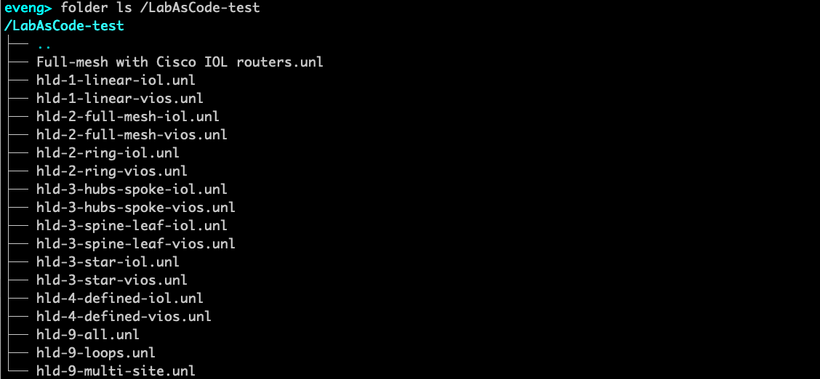 eveng> folder ls /LabAsCode-test
/LabAsCode-test
├── ..
├── Full-mesh with Cisco IOL routers.unl
├── hld-1-linear-iol.unl
├── hld-1-linear-vios.unl
├── hld-2-full-mesh-iol.unl
├── hld-2-full-mesh-vios.unl
├── hld-2-ring-iol.unl
├── hld-2-ring-vios.unl
├── hld-3-hubs-spoke-iol.unl
├── hld-3-hubs-spoke-vios.unl
├── hld-3-spine-leaf-iol.unl
├── hld-3-spine-leaf-vios.unl
├── hld-3-star-iol.unl
├── hld-3-star-vios.unl
├── hld-4-defined-iol.unl
├── hld-4-defined-vios.unl
├── hld-9-all.unl
├── hld-9-loops.unl
└── hld-9-multi-site.unl